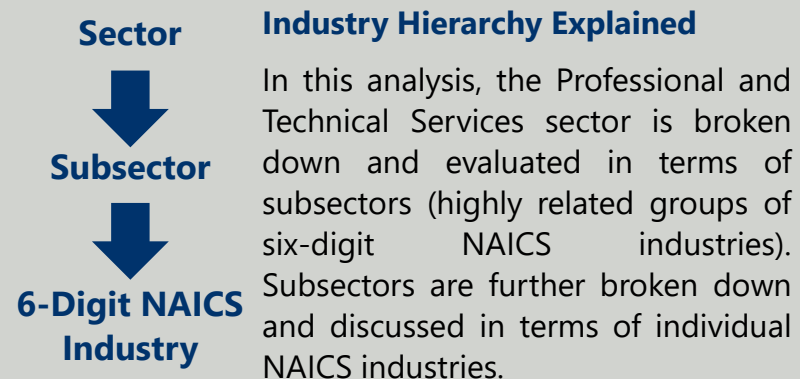 Sector
Subsector
6-Digit NAICS
Industry
Industry Hierarchy Explained
In this analysis, the Professional and
Technical Services sector is broken
down and evaluated in terms of
subsectors (highly related groups of
six-digit NAICS industries).
Subsectors are further broken down
and discussed in terms of individual
NAICS industries.